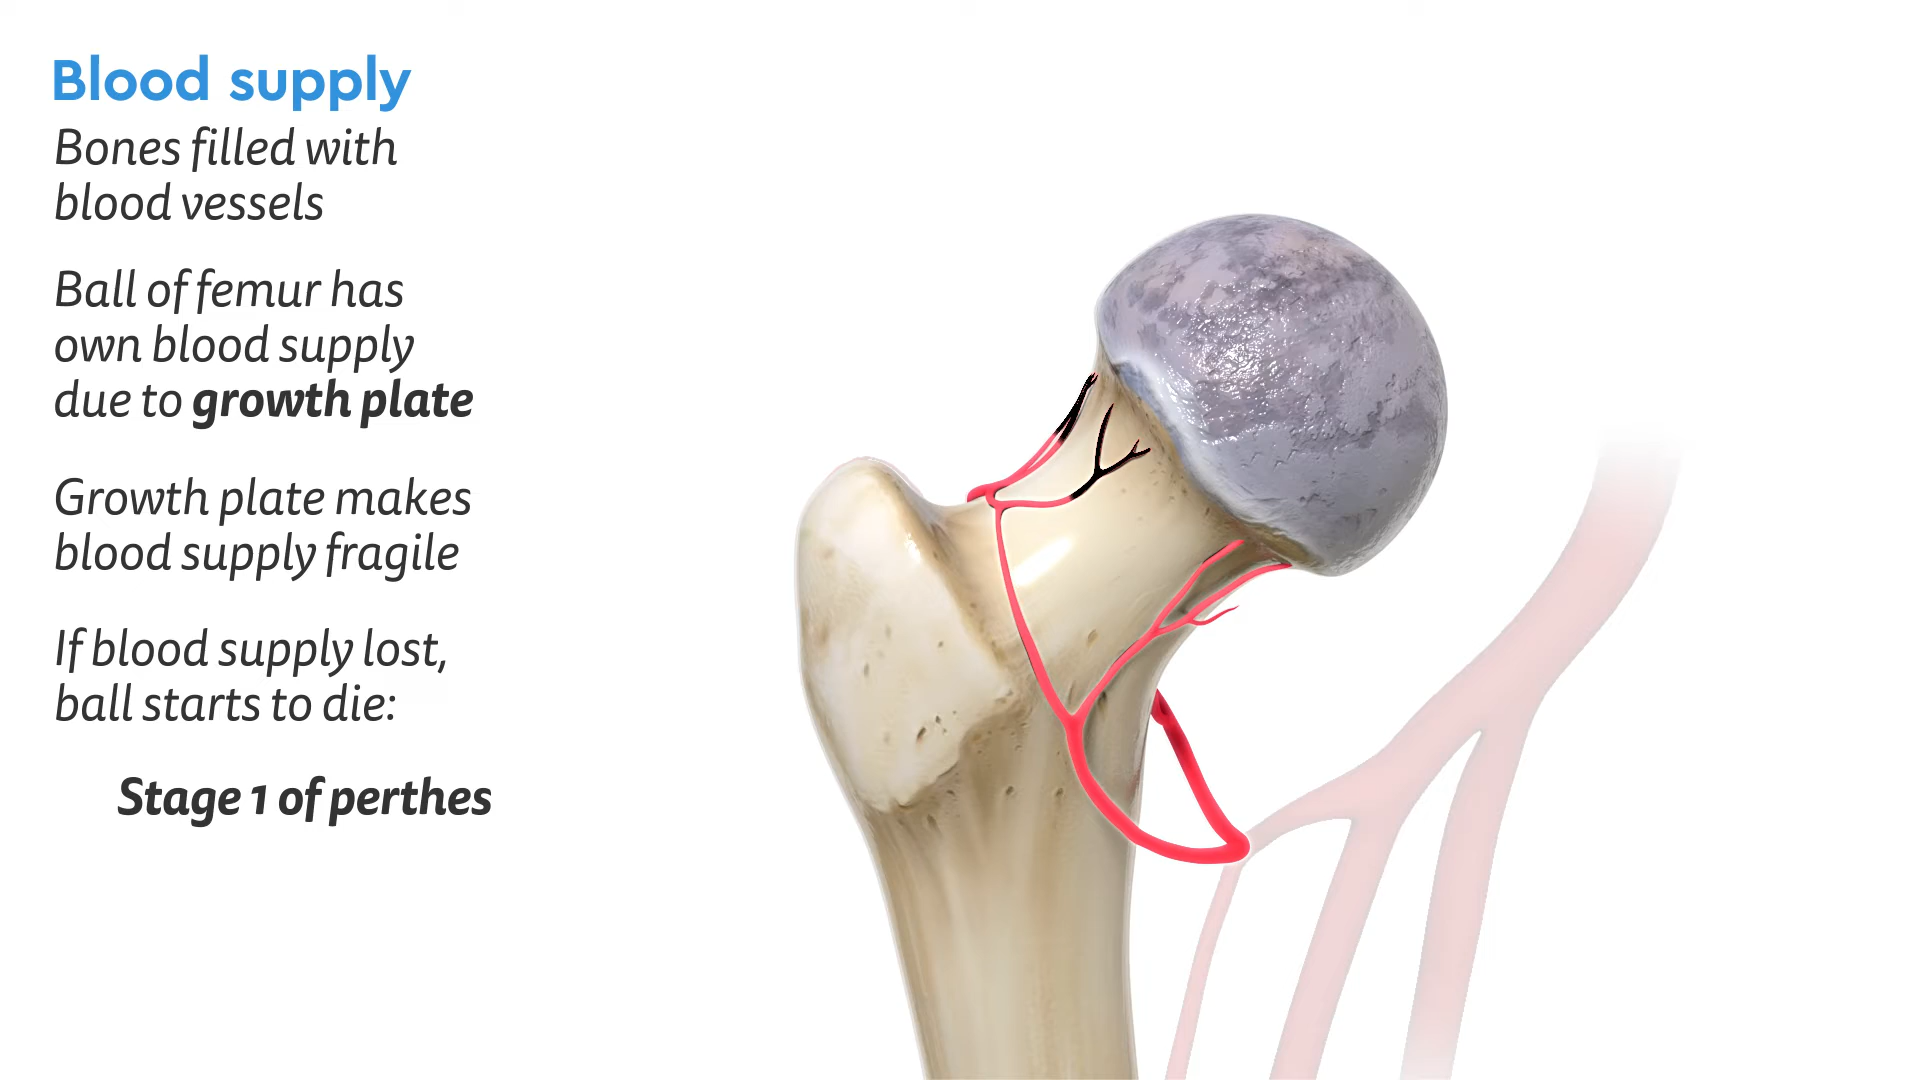 Blood supply
Bones filled with
blood vessels
Ball of femur has
own blood supply
due to growth plate
Growth plate makes
blood supply fragile
If blood supply lost,
ball starts to die:
Stage 1 of perthes